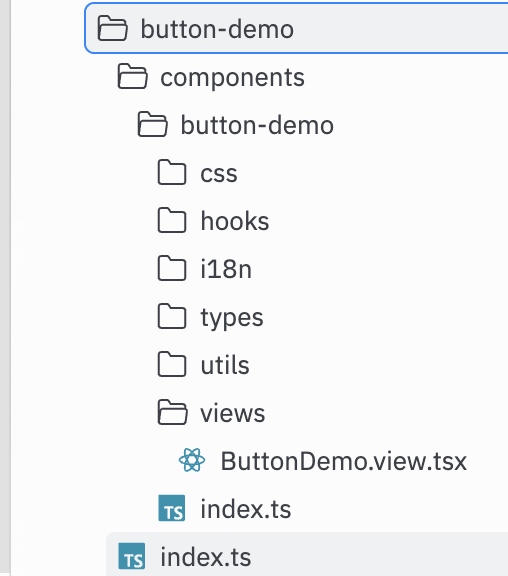 button-demo
components
button-demo
css
hooks
i18n
types
utils
views
ButtonDemo.view.tsx
TS index.ts
TS index.ts